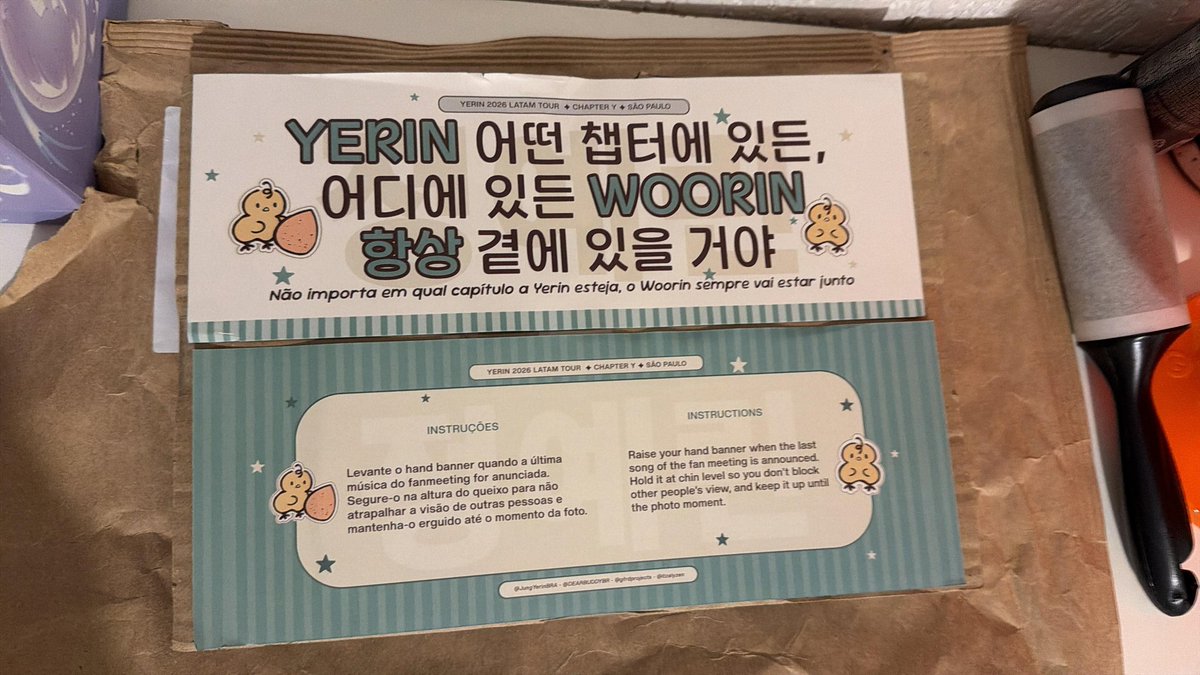 YERIN 2026 LATAM TOUR ✦ CHAPTER Y ✦ SÃO PAULO
YERIN 어떤 챕터에 있든,
어디에 있든 WOORIN
항상 곁에 있을 거야
Não importa em qual capítulo a Yerin esteja, o Woorin sempre vai estar junto
YERIN 2026 LATAM TOUR ✦ CHAPTER Y ✦ SÃO PAULO
INSTRUÇÕES
Levante o hand banner quando a última
música do fanmeeting for anunciada.
Segure-o na altura do queixo para não
atrapalhar a visão de outras pessoas e
mantenha-o erguido até o momento da foto.
INSTRUCTIONS
Raise your hand banner when the last
song of the fan meeting is announced.
Hold it at chin level so you don't block
other people's view, and keep it up until
the photo moment.
@JungYerinBRA - @DEARBUDDYBR - @gfrdprojects - @itzelyzen